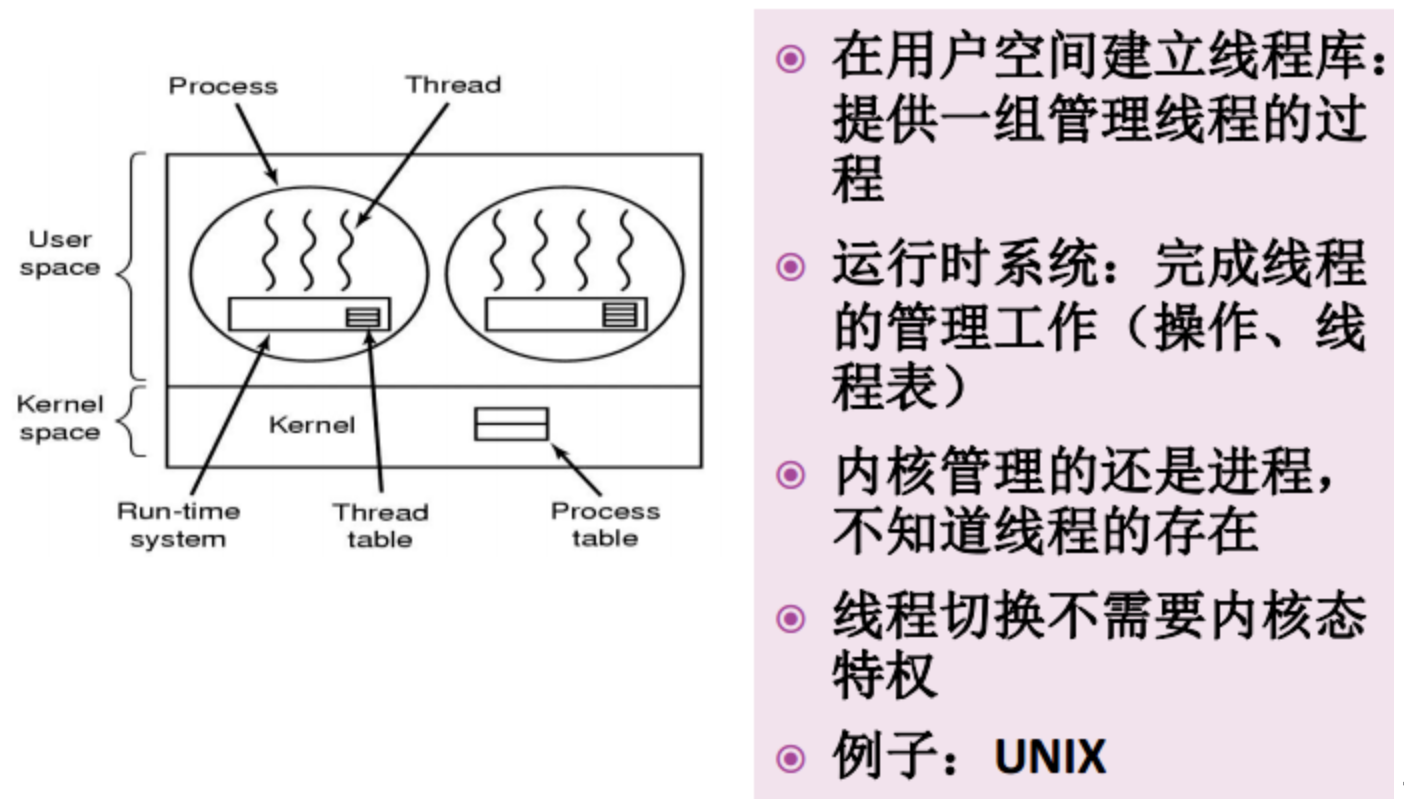 Process
Thread
User
space
Kernel
space
Kernel
Run-time
system
Thread
table
Process
table
在用户空间建立线程库：
提供一组管理线程的过
程
运行时系统：完成线程
的管理工作（操作、线
程表）
内核管理的还是进程，
不知道线程的存在
线程切换不需要内核态
特权
例子：UNIX